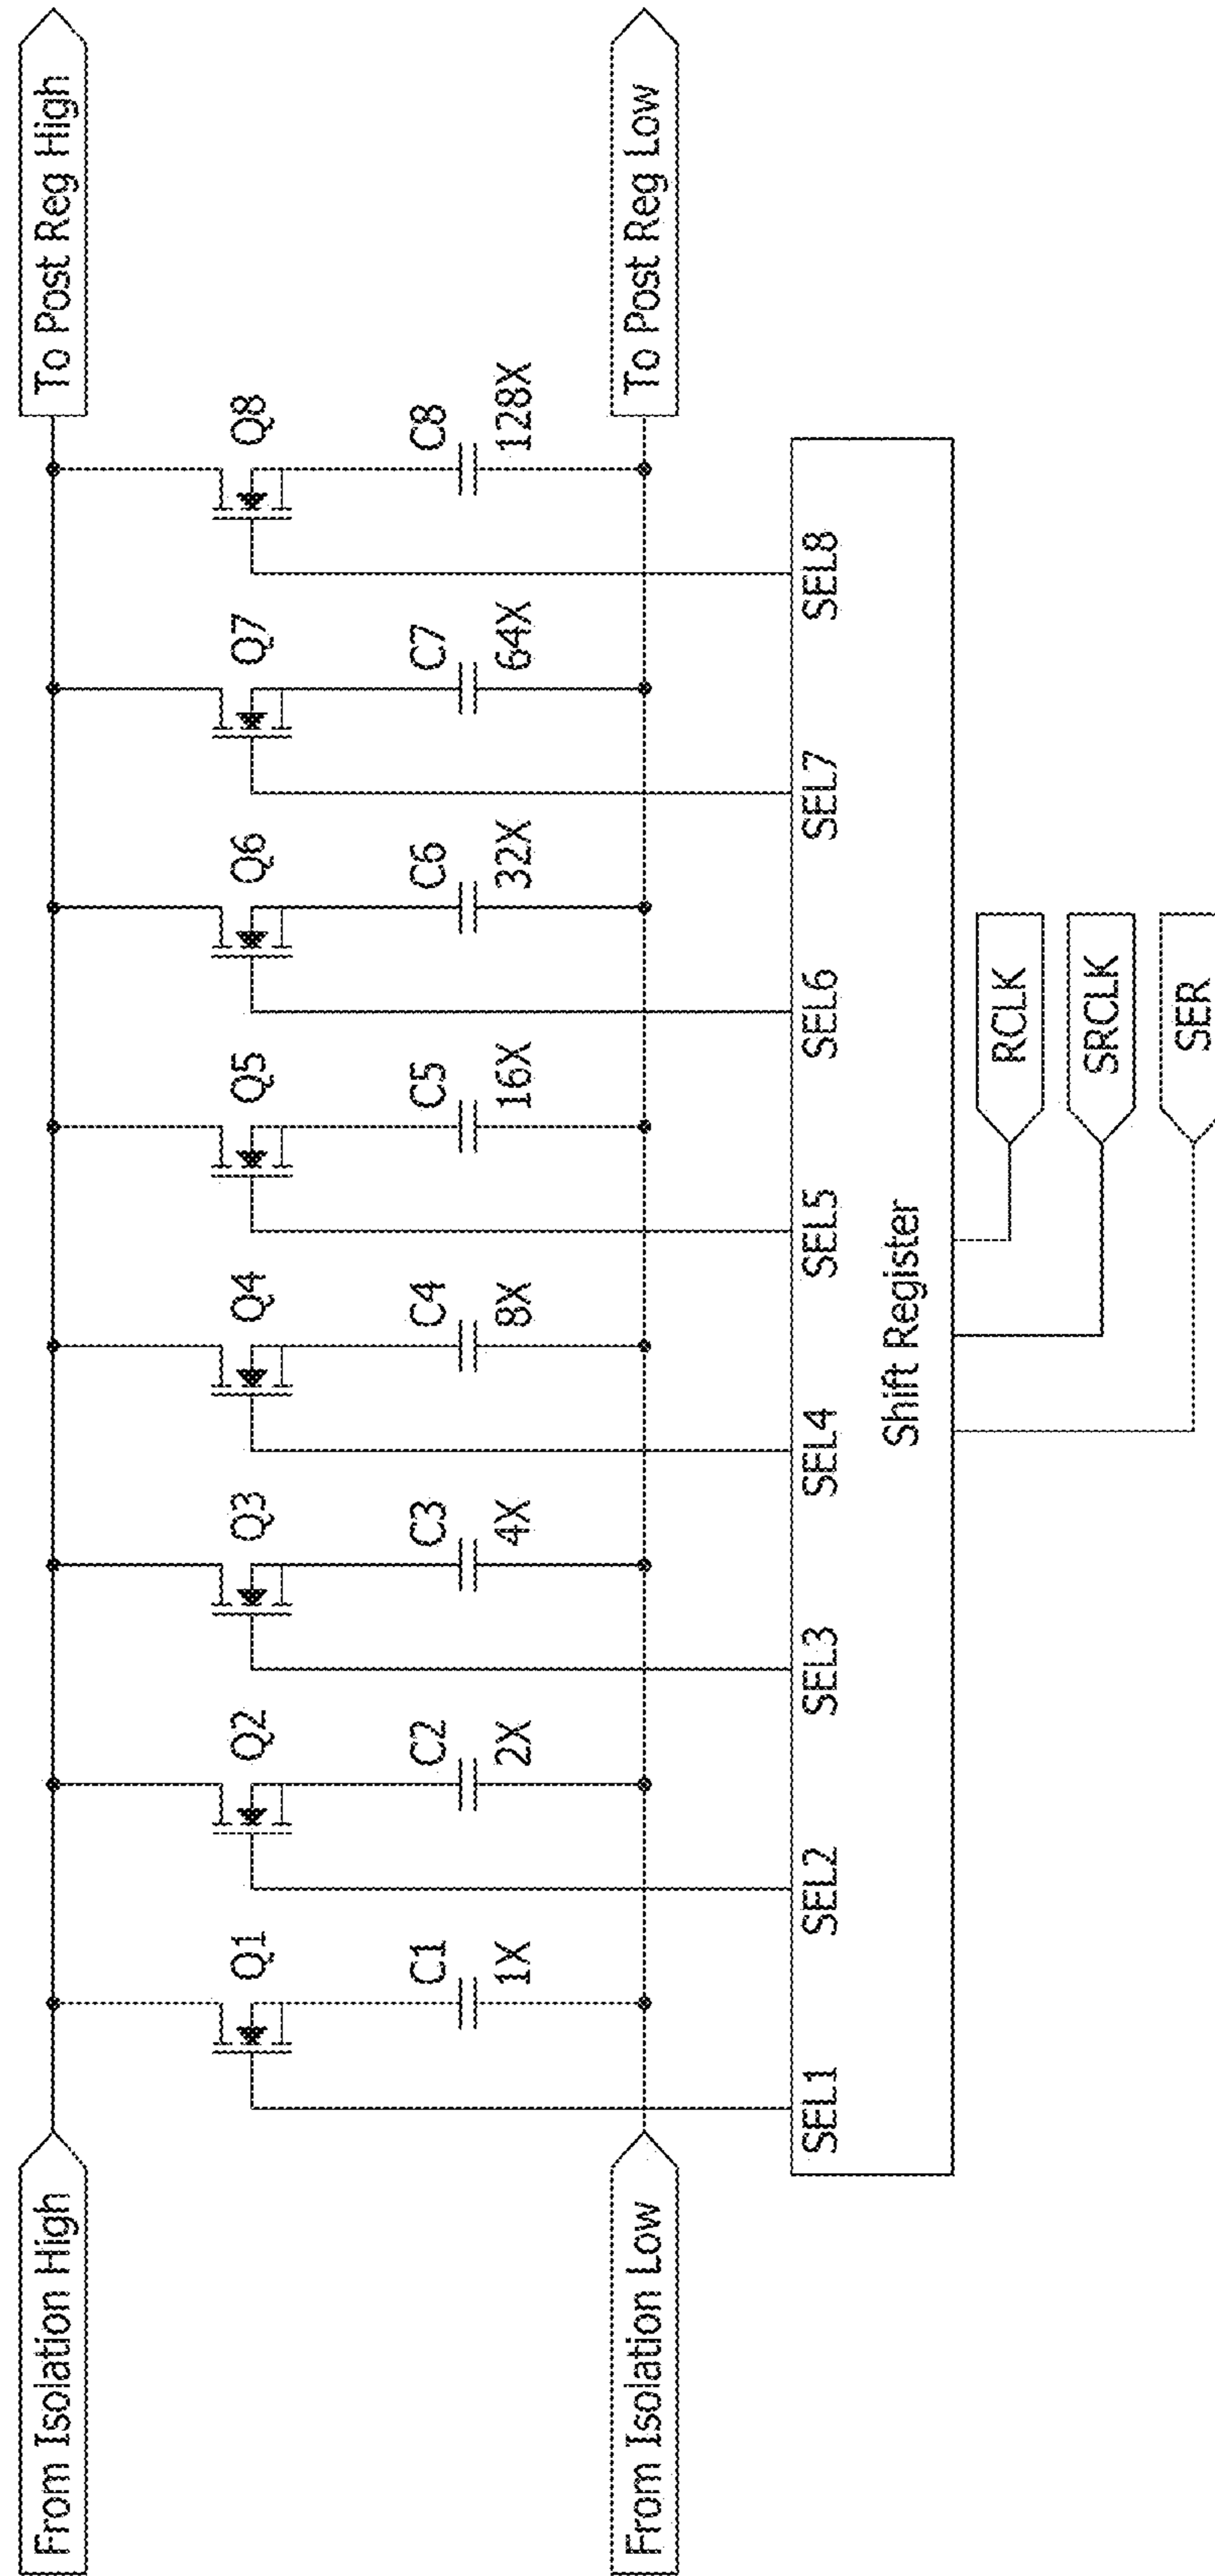 From Isolation High
To Post Reg High
Q1
Q2
Q3
Q4
Q5
Q6
Q7
Q8
C1
C2
C3
C4
C5
C6
C7
C8
1X
2X
4X
8X
16X
32X
64X
128X
From Isolation Low
To Post Reg Low
SEL1
SEL2
SEL3
SEL4
SEL5
SEL6
SEL7
SEL8
Shift Register
RCLK
SRCLK
SER